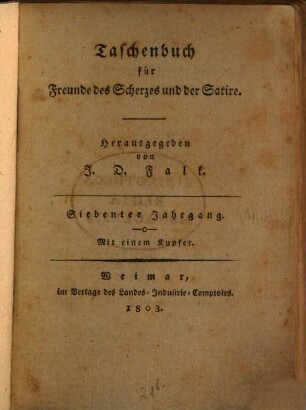 Taschenbuch
für
Freunde des Scherzes und der Satire.
Herausgegeben
von
J. D. Falk.
Siebenter Jahrgang.
Mit einem Kupfer.
Weimar,
im Verlage des Landes-Industrie-Comptoirs.
1803.